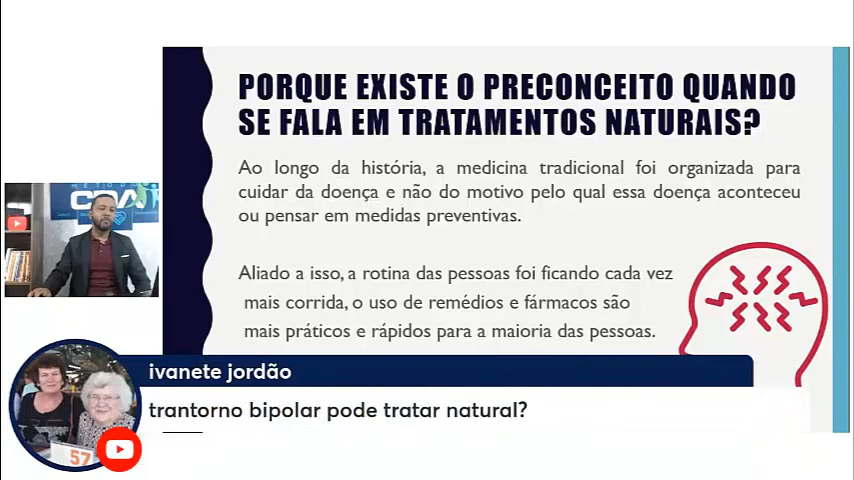 PORQUE EXISTE O PRECONCEITO QUANDO
SE FALA EM TRATAMENTOS NATURAIS?
Ao longo da história, a medicina tradicional foi organizada para
cuidar da doença e não do motivo pelo qual essa doença aconteceu
ou pensar em medidas preventivas.
Aliado a isso, a rotina das pessoas foi ficando cada vez
mais corrida, o uso de remédios e fármacos são
mais práticos e rápidos para a maioria das pessoas.
ivanete jordão
trantorno bipolar pode tratar natural?
57